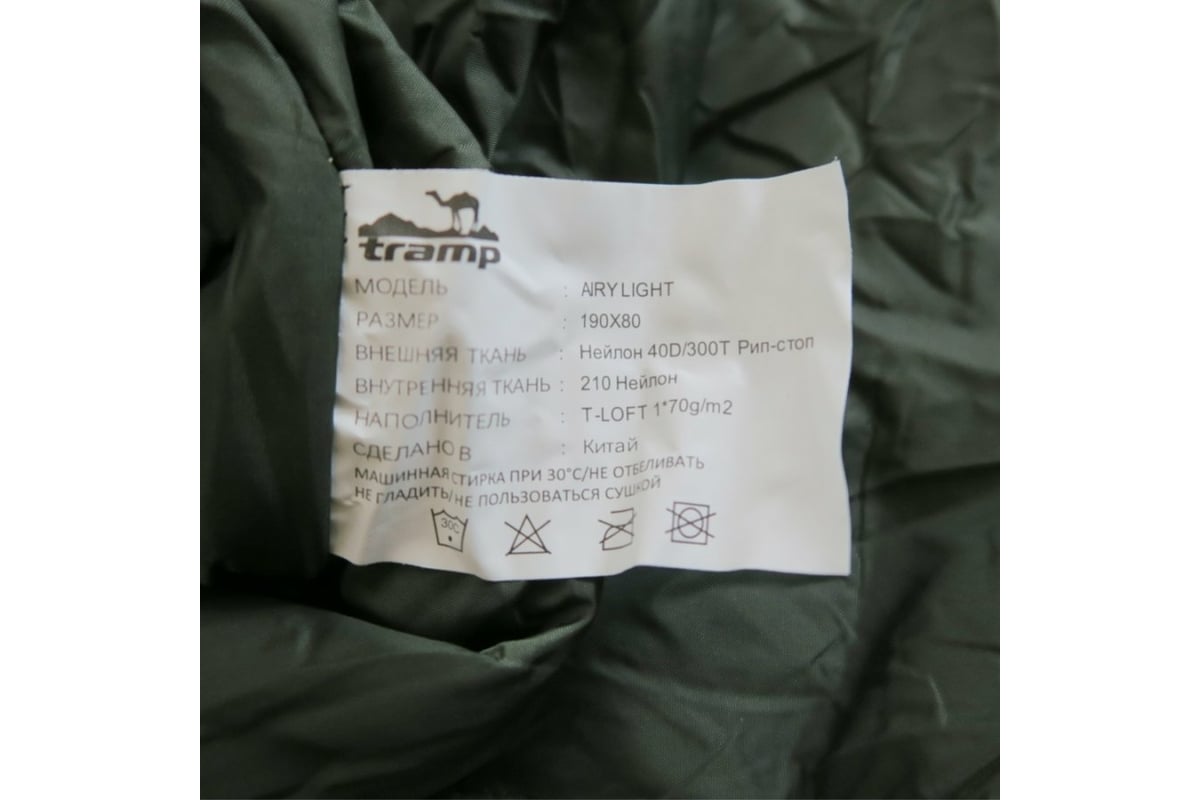 tramp
МОДЕЛЬ : AIRY LIGHT
РАЗМЕР : 190X80
ВНЕШНЯЯ ТКАНЬ : Нейлон 40D/300T Рип-стоп
ВНУТРЕННЯЯ ТКАНЬ : 210 Нейлон
НАПОЛНИТЕЛЬ : T-LOFT 1*70g/m2
СДЕЛАНО В : Китай
МАШИННАЯ СТИРКА ПРИ 30°C/НЕ ОТБЕЛИВАТЬ
НЕ ГЛАДИТЬ/НЕ ПОЛЬЗОВАТЬСЯ СУШКОЙ
30C